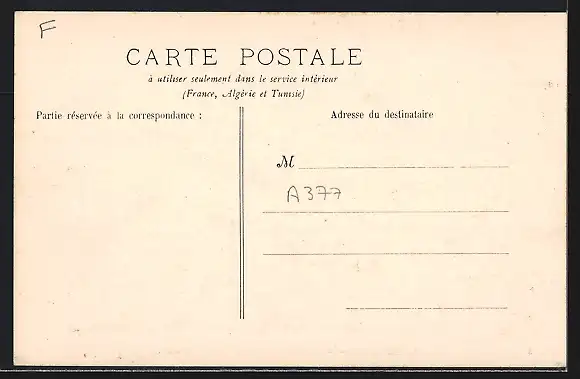 F
CARTE POSTALE
à utiliser seulement dans le service intérieur
(France, Algérie et Tunisie)
Partie réservée à la correspondance :
Adresse du destinataire
M
A377